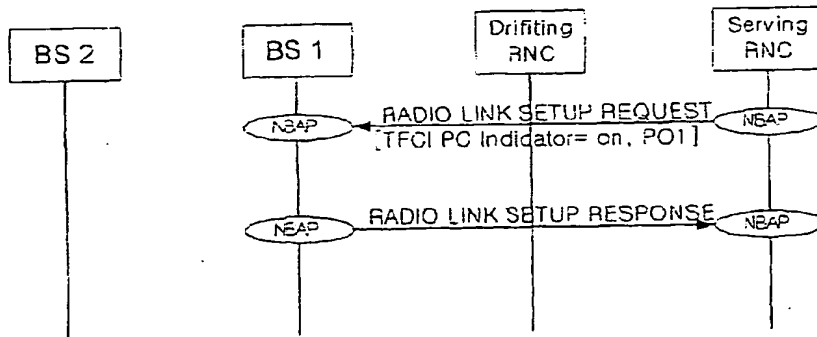 BS 2
BS 1
Drifiting
RNC
Serving
RNC
RADIO LINK SETUP REQUEST
[TFCI PC Indicator= on, PO1]
NBAP
NBAP
RADIO LINK SETUP RESPONSE
NBAP
NBAP